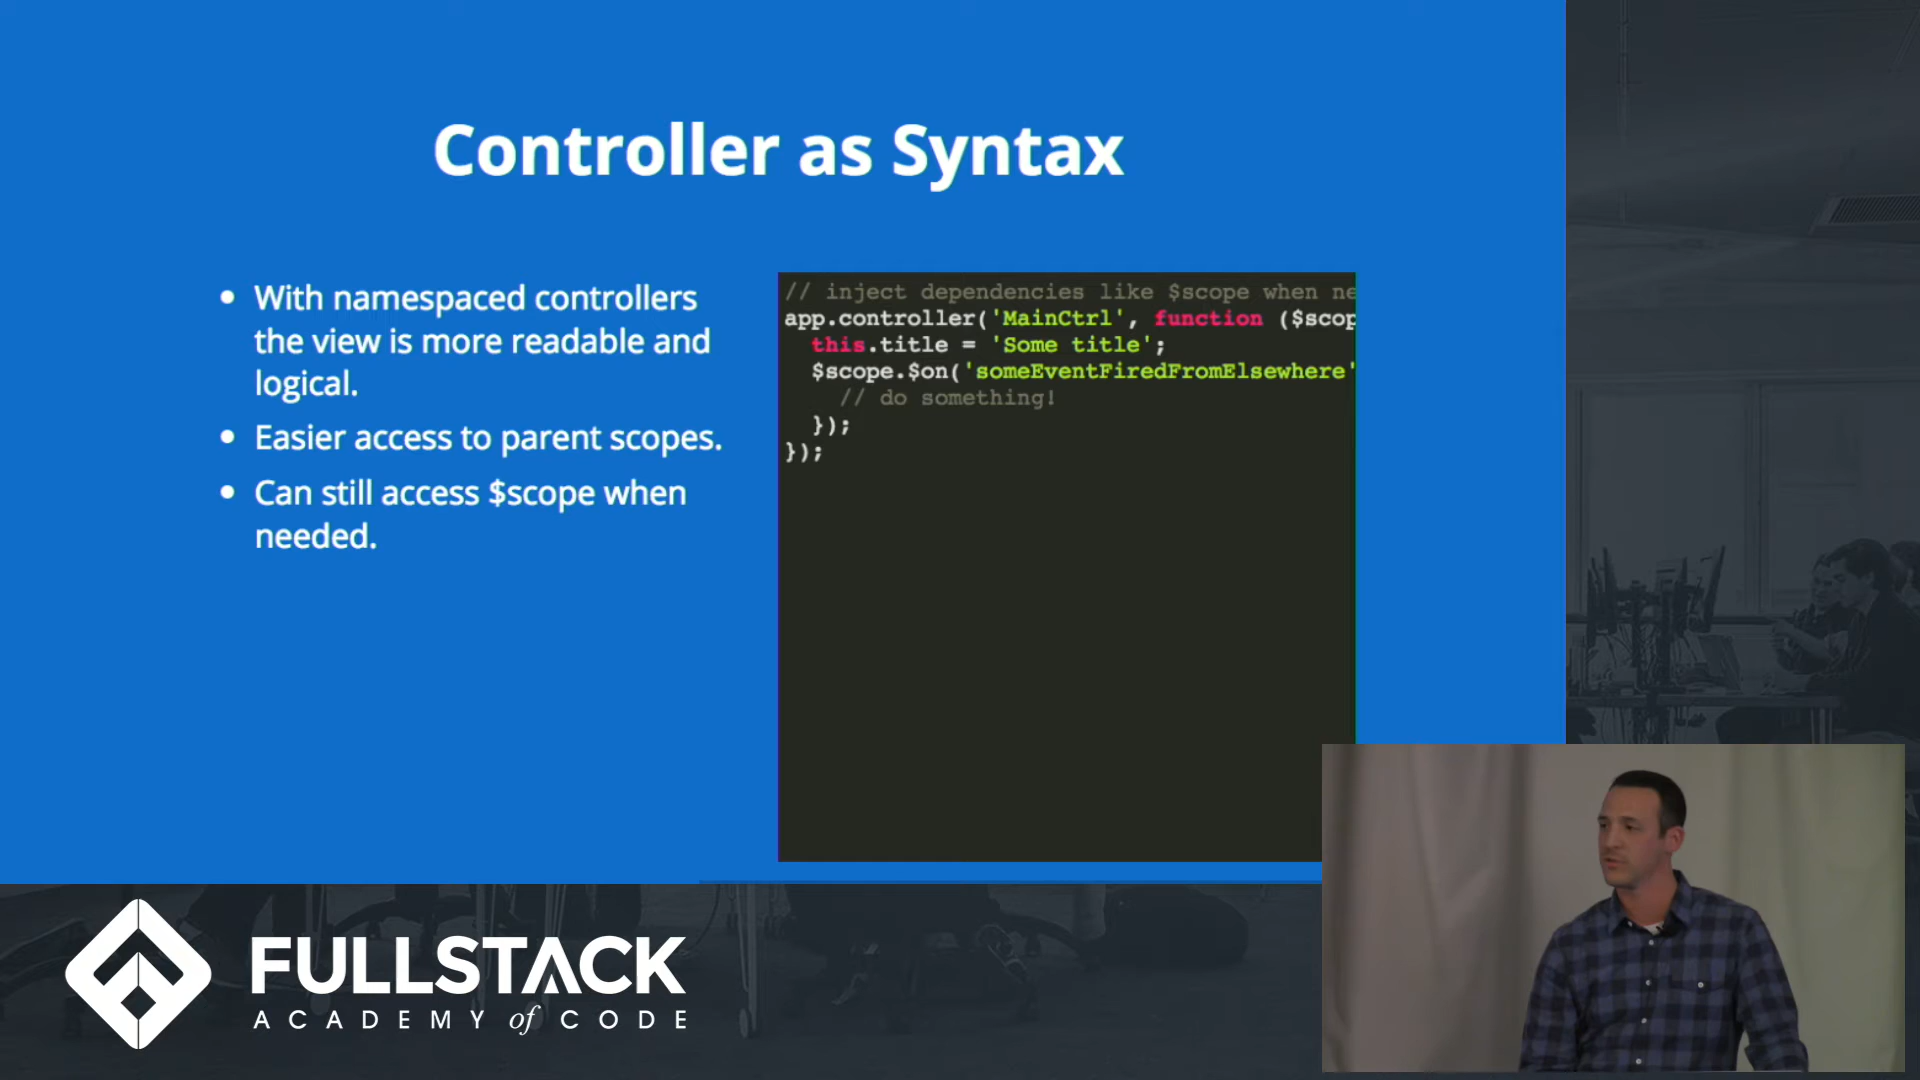 Controller as Syntax
• With namespaced controllers
the view is more readable and
logical.
• Easier access to parent scopes.
• Can still access $scope when
needed.
// inject dependencies like $scope when ne
app.controller('MainCtrl', function ($scop
this.title = 'Some title';
$scope.$on('someEventFiredFromElsewhere'
// do something!
});
});
FULLSTACK
ACADEMY of CODE